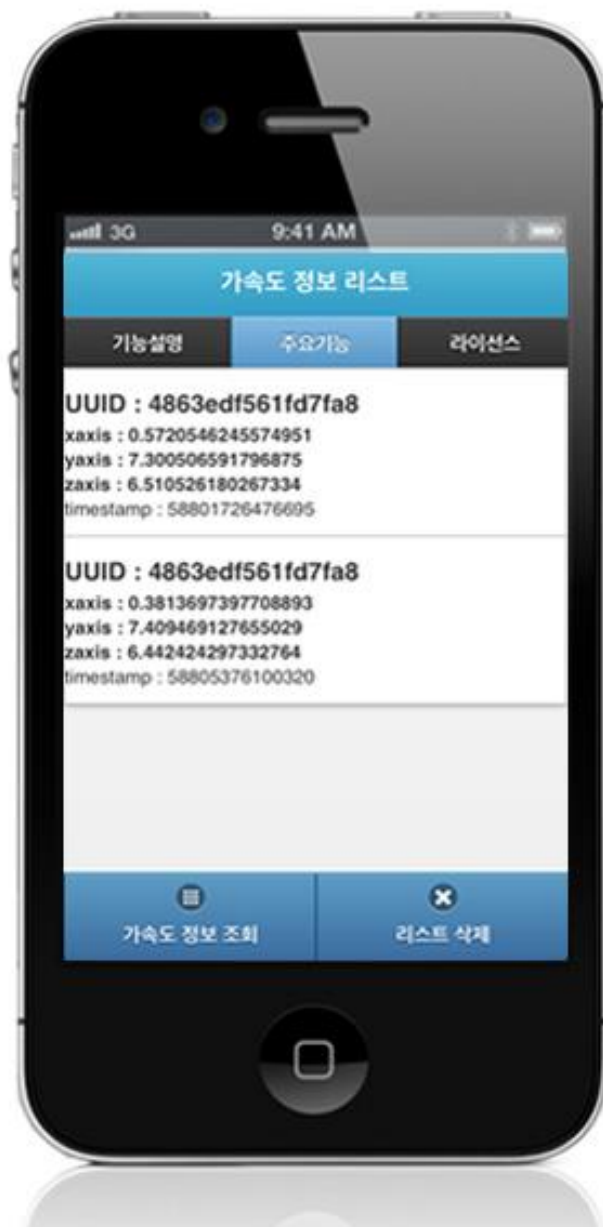 3G 9:41 AM
가속도 정보 리스트
기능설명 주요기능 라이선스
UUID : 4863edf561fd7fa8
xaxis : 0.5720546245574951
yaxis : 7.300506591796875
zaxis : 6.510526180267334
timestamp : 58801726476695
UUID : 4863edf561fd7fa8
xaxis : 0.3813697397708893
yaxis : 7.409469127655029
zaxis : 6.442424297332764
timestamp : 58805376100320
가속도 정보 조회 리스트 삭제